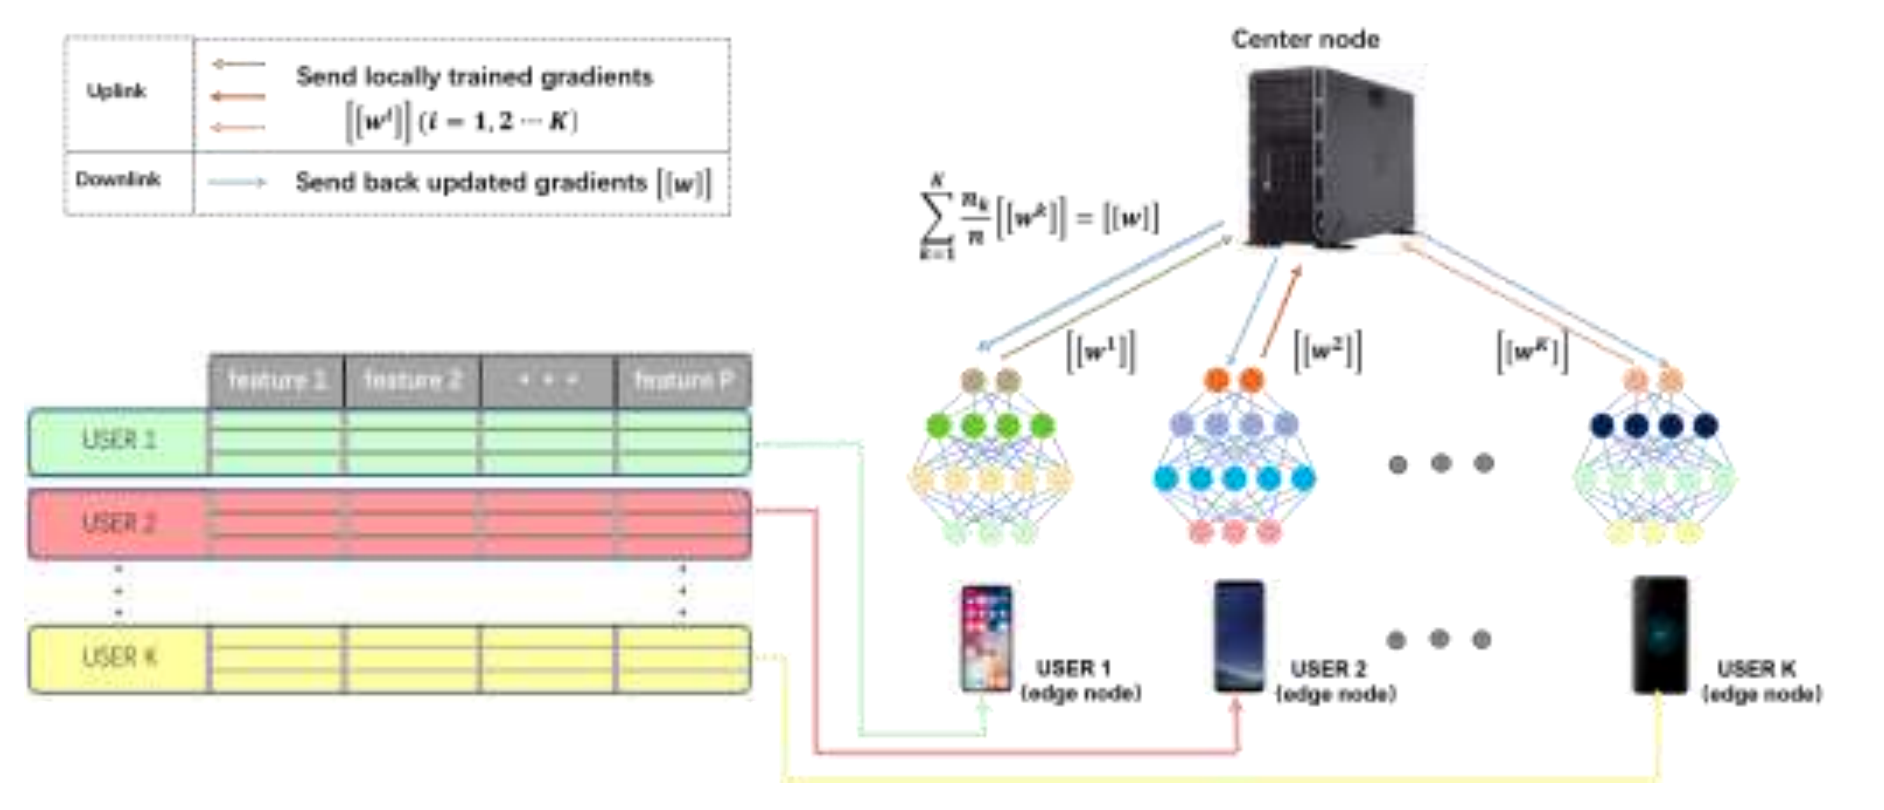 Center node
Uplink
Send locally trained gradients
[[w^i]] (i = 1, 2 ⋯ K)
Downlink
Send back updated gradients [[w]]
\sum_{k=1}^{K} \frac{n_k}{n} [[w^k]] = [[w]]
[[w^1]]
[[w^2]]
[[w^K]]
feature 1
feature 2
• • •
feature P
USER 1
USER 2
USER K
USER 1
(edge node)
USER 2
(edge node)
USER K
(edge node)